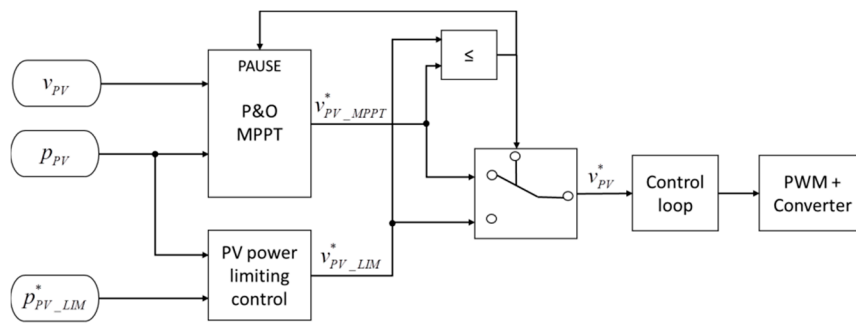 PAUSE
P&O
MPPT
v_PV
p_PV
p*_PV_LIM
v*_PV_MPPT
≤
PV power
limiting
control
v*_PV_LIM
v*_PV
Control
loop
PWM +
Converter